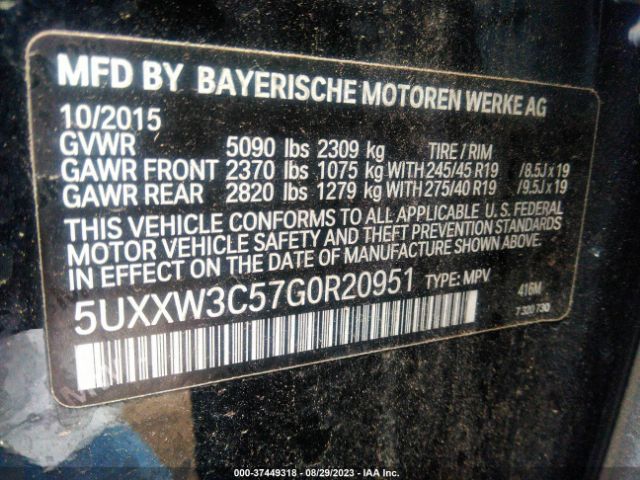 MFD BY BAYERISCHE MOTOREN WERKE AG
10/2015
GVWR 5090 lbs 2309 kg TIRE / RIM
GAWR FRONT 2370 lbs 1075 kg WITH 245/45 R19 /8.5J x 19
GAWR REAR 2820 lbs 1279 kg WITH 275/40 R19 /9.5J x 19
THIS VEHICLE CONFORMS TO ALL APPLICABLE U. S. FEDERAL
MOTOR VEHICLE SAFETY AND THEFT PREVENTION STANDARDS
IN EFFECT ON THE DATE OF MANUFACTURE SHOWN ABOVE.
5UXXW3C57G0R20951 TYPE: MPV 416M
7 300 790
000-37449318 - 08/29/2023 - IAA Inc.